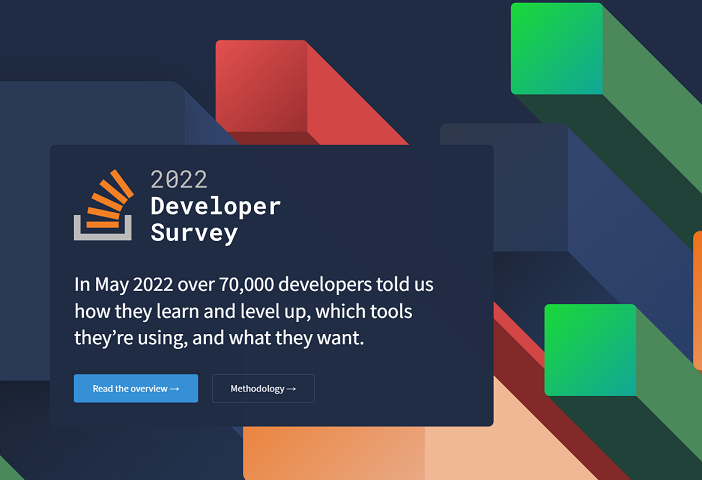 2022
Developer
Survey
In May 2022 over 70,000 developers told us
how they learn and level up, which tools
they’re using, and what they want.
Read the overview →
Methodology →